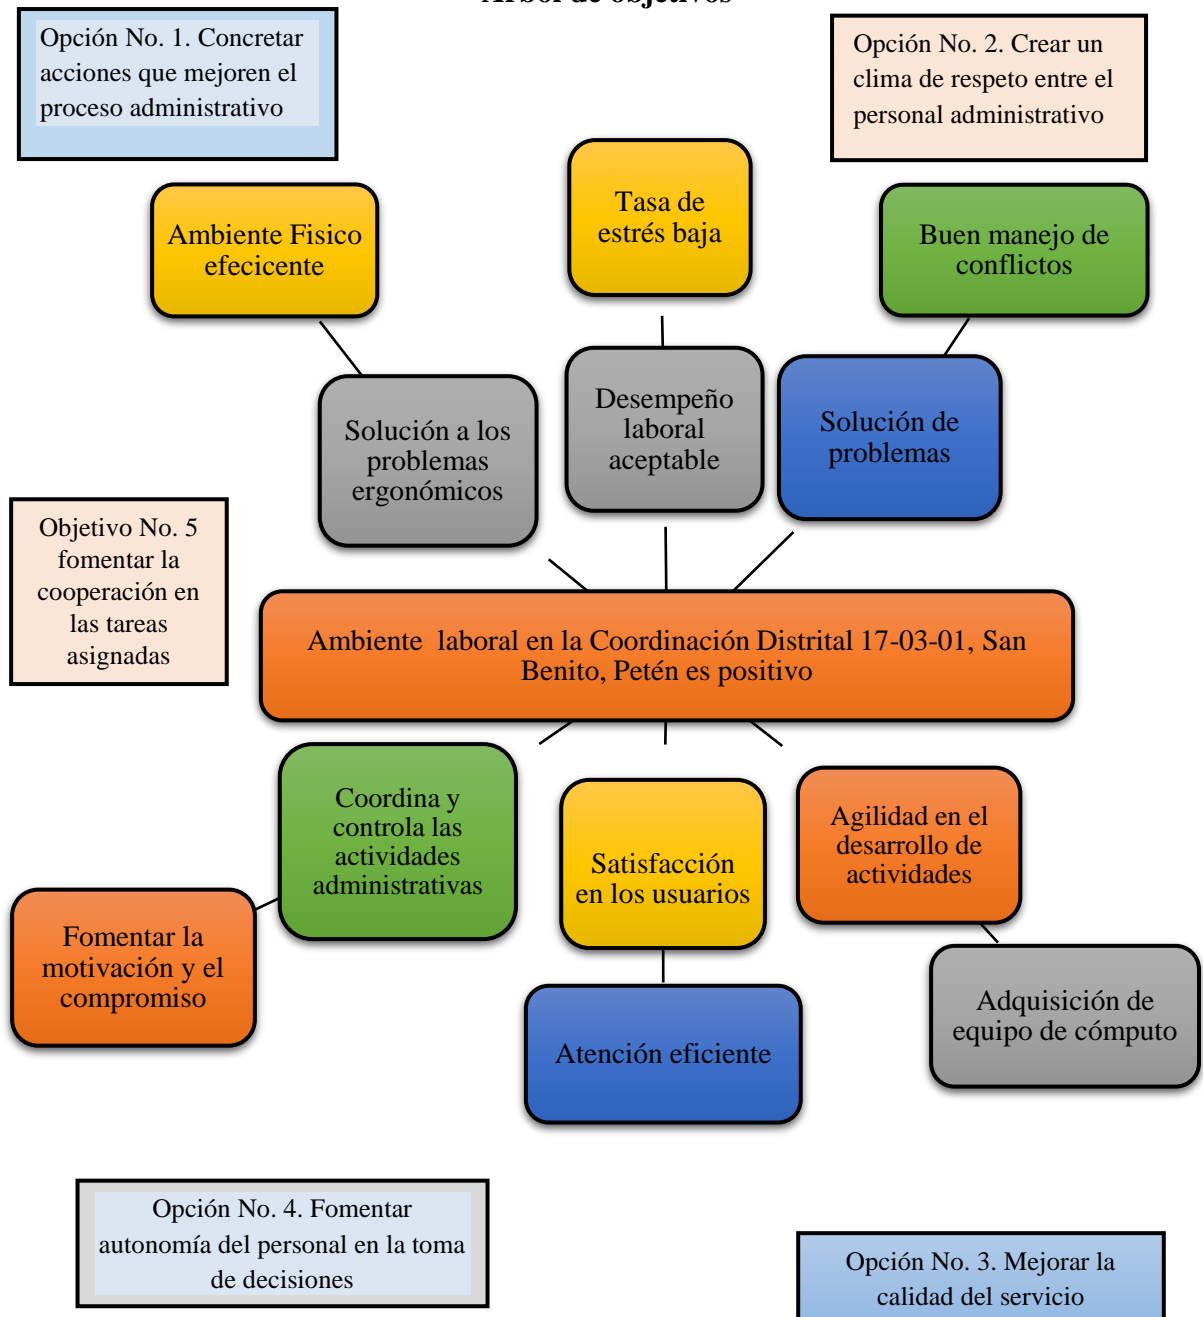 Árbol de objetivos
Opción No. 1. Concretar
acciones que mejoren el
proceso administrativo
Opción No. 2. Crear un
clima de respeto entre el
personal administrativo
Tasa de
estrés baja
Ambiente Fisico
efecicente
Buen manejo de
conflictos
Solución a los
problemas
ergonómicos
Desempeño
laboral
aceptable
Solución de
problemas
Objetivo No. 5
fomentar la
cooperación en
las tareas
asignadas
Ambiente laboral en la Coordinación Distrital 17-03-01, San
Benito, Petén es positivo
Coordina y
controla las
actividades
administrativas
Satisfacción
en los usuarios
Agilidad en el
desarrollo de
actividades
Fomentar la
motivación y el
compromiso
Atención eficiente
Adquisición de
equipo de cómputo
Opción No. 4. Fomentar
autonomía del personal en la toma
de decisiones
Opción No. 3. Mejorar la
calidad del servicio